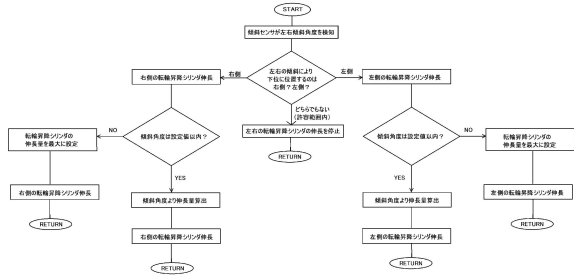 START
傾斜センサが左右傾斜角度を検知
左右の傾斜により
下位に位置するのは
右側？左側？
右側
左側
右側の転輪昇降シリンダ伸長
左側の転輪昇降シリンダ伸長
どちらでもない
（許容範囲内）
左右の転輪昇降シリンダの伸長を停止
RETURN
傾斜角度は設定値以内？
NO
YES
転輪昇降シリンダの
伸長量を最大に設定
右側の転輪昇降シリンダ伸長
RETURN
傾斜角度より伸長量算出
右側の転輪昇降シリンダ伸長
RETURN
傾斜角度は設定値以内？
NO
YES
転輪昇降シリンダの
伸長量を最大に設定
左側の転輪昇降シリンダ伸長
RETURN
傾斜角度より伸長量算出
左側の転輪昇降シリンダ伸長
RETURN